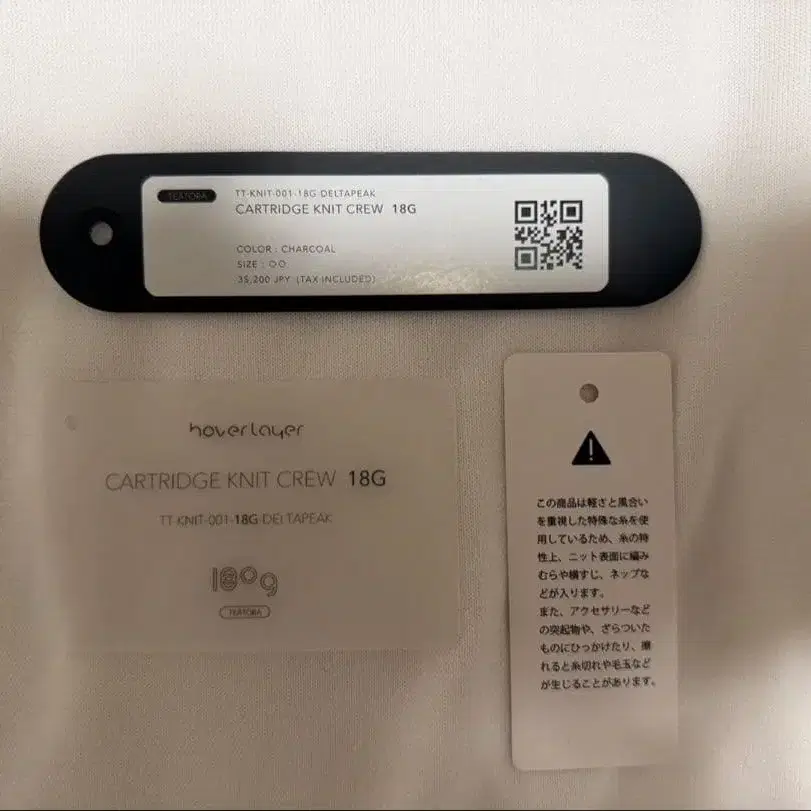 TEATORA
TT-KNIT-001-18G-DELTAPEAK
CARTRIDGE KNIT CREW 18G
COLOR : CHARCOAL
SIZE : ○○
35,200 JPY (TAX INCLUDED)
hoverlayer
CARTRIDGE KNIT CREW 18G
TT-KNIT-001-18G-DELTAPEAK
180g
TEATORA
この商品は軽さと風合い
を重視した特殊な糸を使
用しているため、糸の特
性上、ニット表面に編み
むらや横すじ、ネップな
どが入ります。
また、アクセサリーなど
の突起物や、ざらついた
ものにひっかけたり、擦
れると糸切れや毛玉など
が生じることがあります。